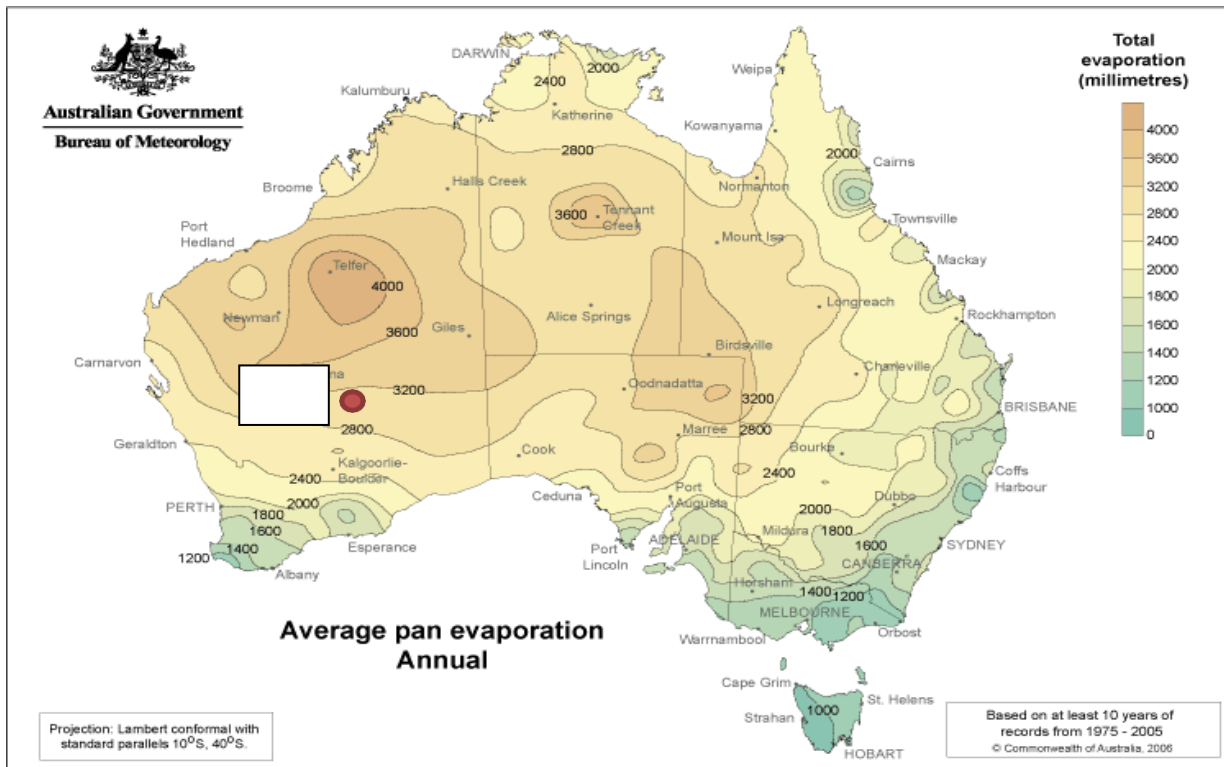 Australian Government
Bureau of Meteorology
Total
evaporation
(millimetres)
4000
3600
3200
2800
2400
2000
1800
1600
1400
1200
1000
0
DARWIN
2400
2000
Weipa
Kalumburu
Katherine
Kowanyama
2800
2000
Cairns
Broome
Halls Creek
Normanton
3600
Tennant
Creek
Townsville
Port
Hedland
Mount Isa
Telfer
Mackay
4000
Newman
Alice Springs
Longreach
Rockhampton
3600
Giles
Birdsville
Carnarvon
na
Charleville
3200
Oodnadatta
3200
BRISBANE
2800
Marree
2800
Geraldton
Bourke
Cook
Kalgoorlie-
Boulder
2400
2400
Coffs
Harbour
Ceduna
Port
Augusta
Dubbo
PERTH
2000
1800
2000
1600
Mildura
1800
1400
Esperance
ADELAIDE
1600
SYDNEY
1200
Port
Lincoln
CANBERRA
Albany
Horsham
1400
1200
MELBOURNE
Warrnambool
Orbost
Average pan evaporation
Annual
Cape Grim
St. Helens
Strahan
1000
HOBART
Projection: Lambert conformal with
standard parallels 10°S, 40°S.
Based on at least 10 years of
records from 1975 - 2005
© Commonwealth of Australia, 2006